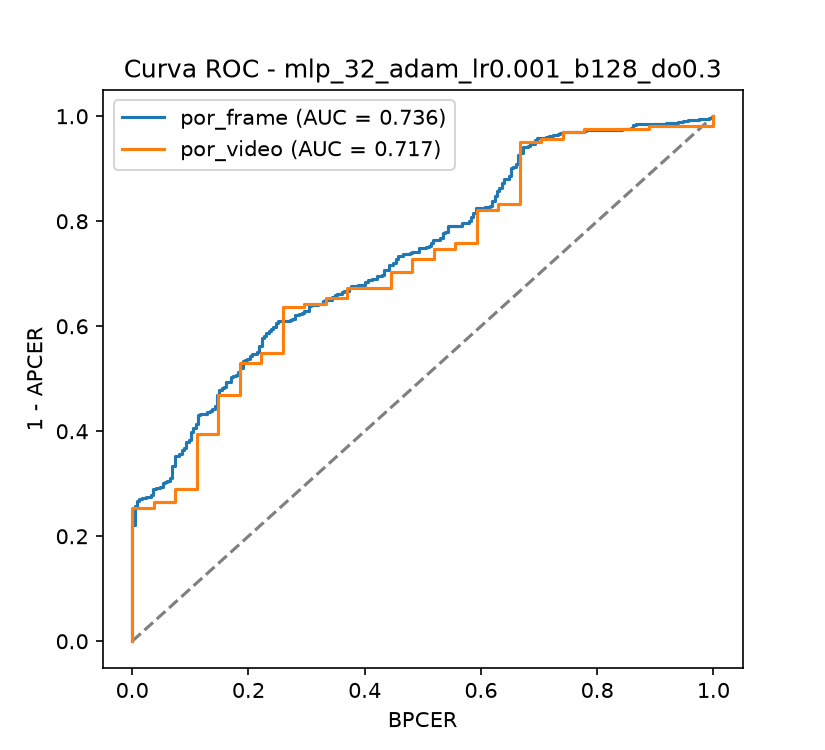 Curva ROC - mlp_32_adam_lr0.001_b128_do0.3
por_frame (AUC = 0.736)
por_video (AUC = 0.717)
1 - APCER
1.0
0.8
0.6
0.4
0.2
0.0
0.0 0.2 0.4 0.6 0.8 1.0
BPCER